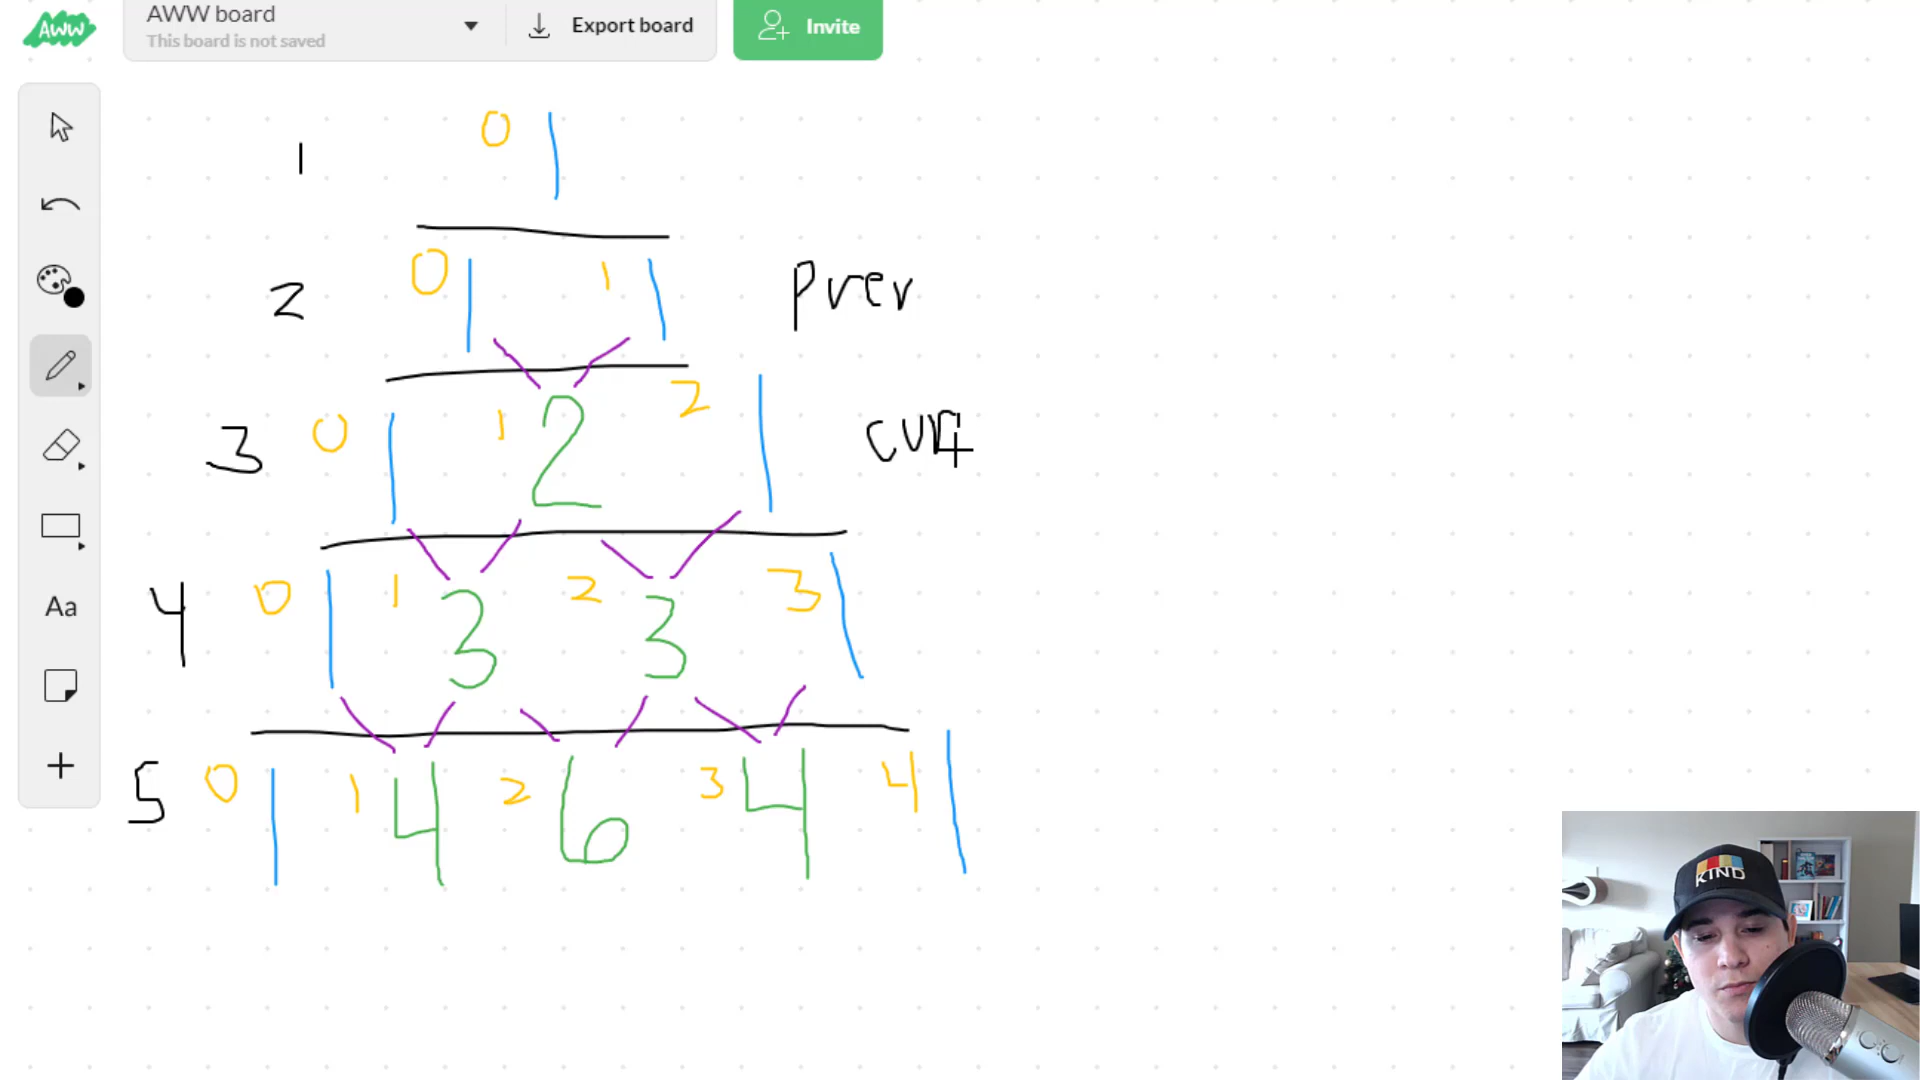 AWW
AWW board
This board is not saved
Export board
Invite
1 0 1
2 0 1 1 1 Prev
3 0 1 1 2 2 1 curr
4 0 1 1 3 2 3 3 1
5 0 1 1 4 2 6 3 4 4 1
Aa
KIND